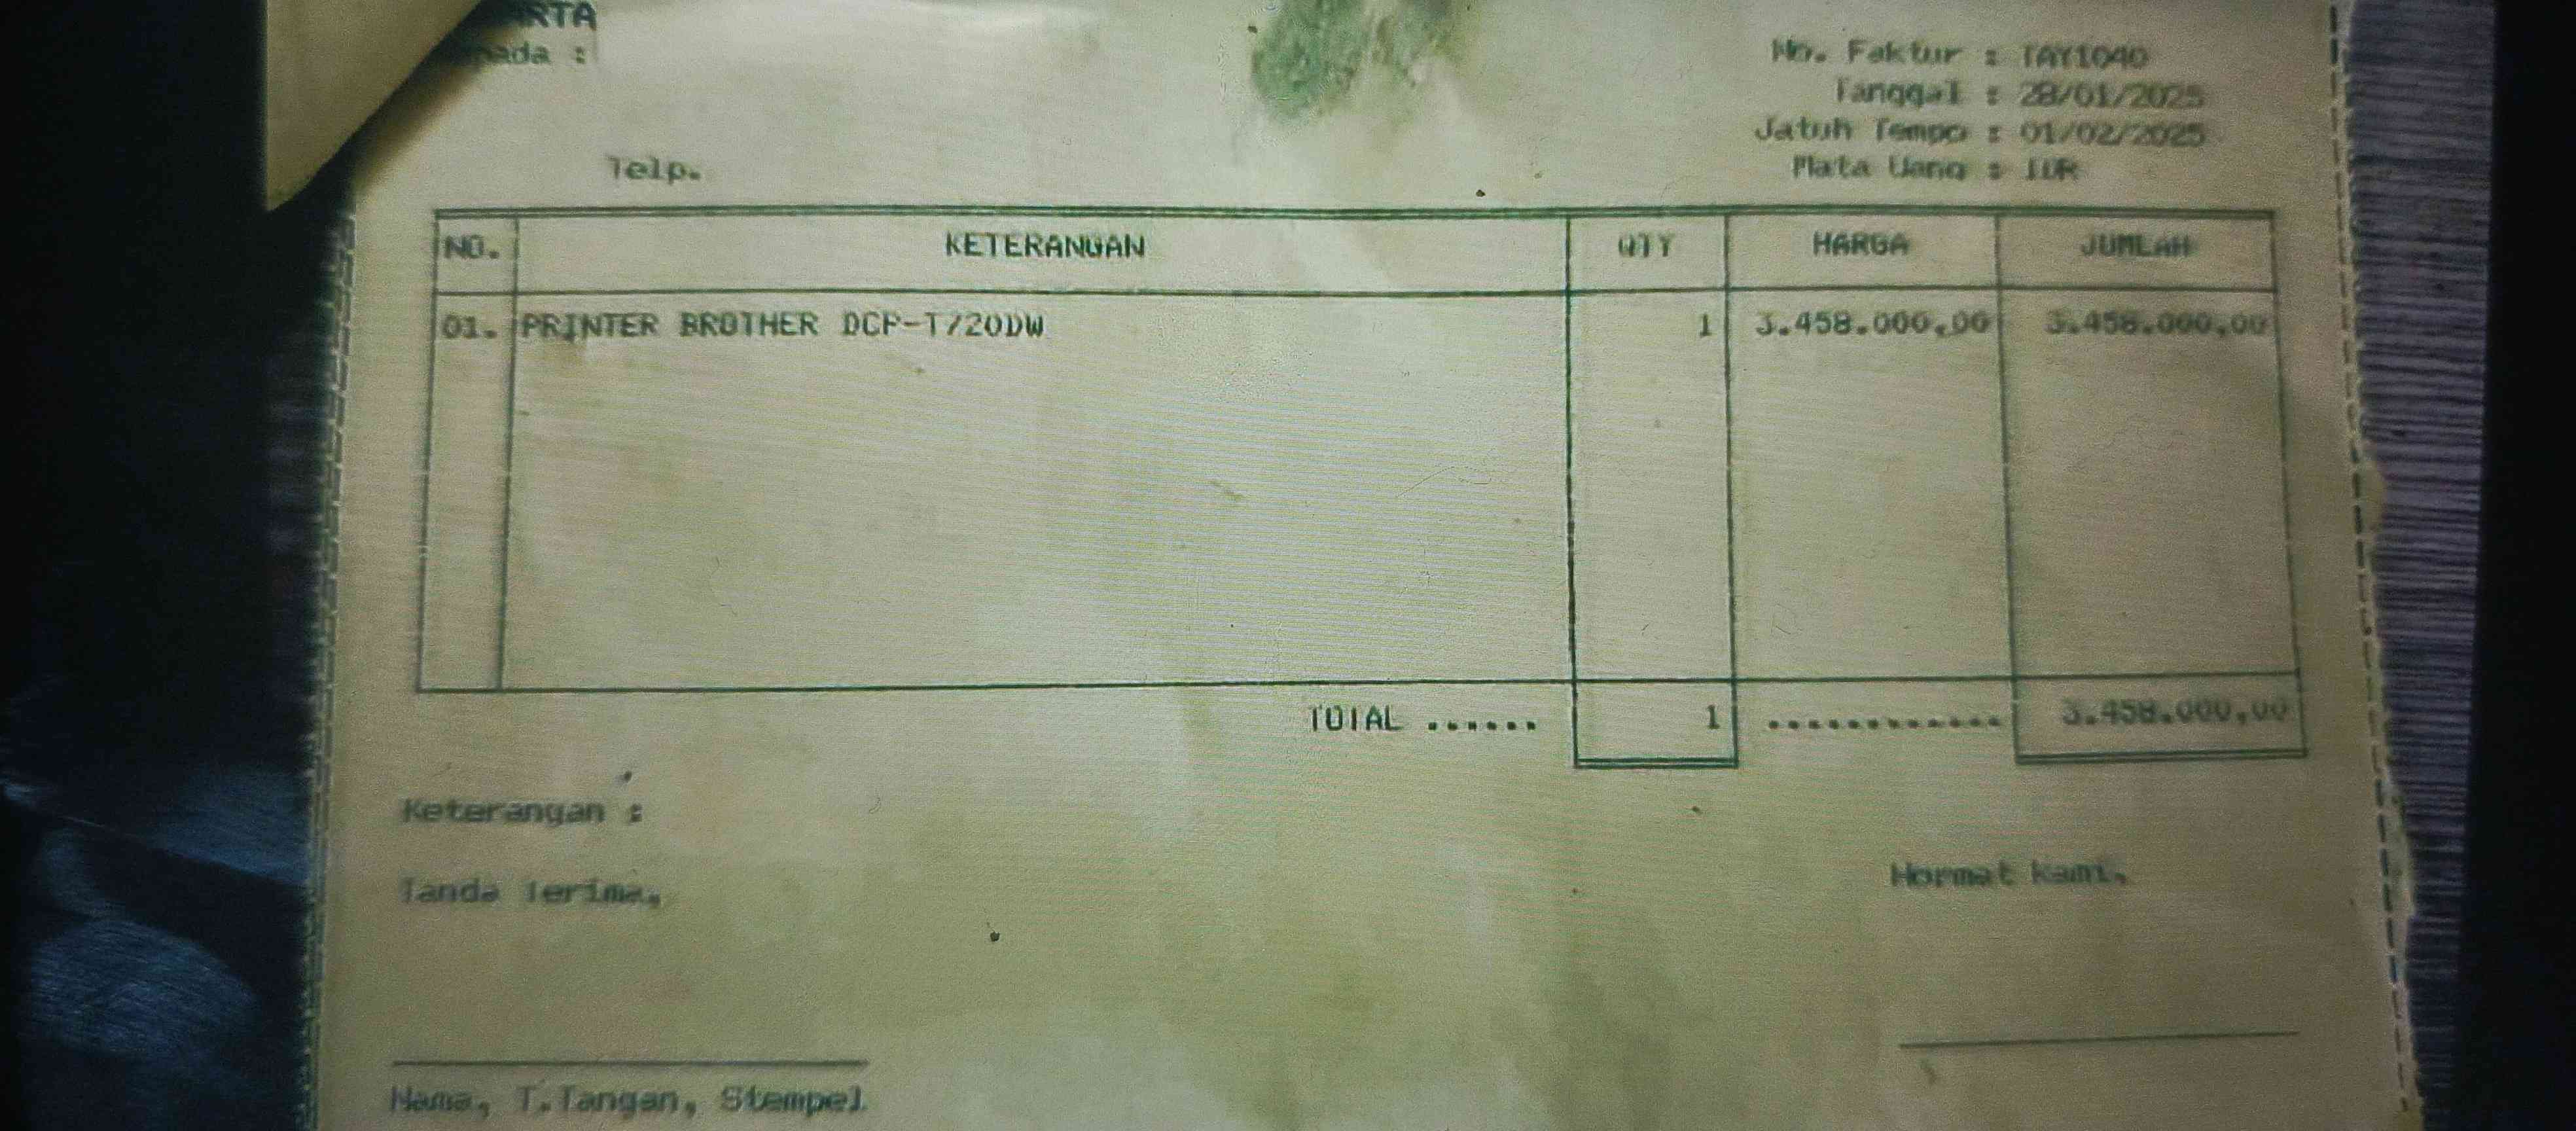 RTA
ada :
No. Faktur : TAY1040
Tanggal : 28/01/2025
Jatuh Tempo : 01/02/2025
Mata Uang : IDR
Telp.
NO. KETERANGAN QTY HARGA JUMLAH
01. PRINTER BROTHER DCP-T720DW 1 3.458.000,00 3.458.000,00
TOTAL ...... 1 ............. 3.458.000,00
Keterangan :
Tanda Terima,
Hormat kami,
Nama, T.Tangan, Stempel